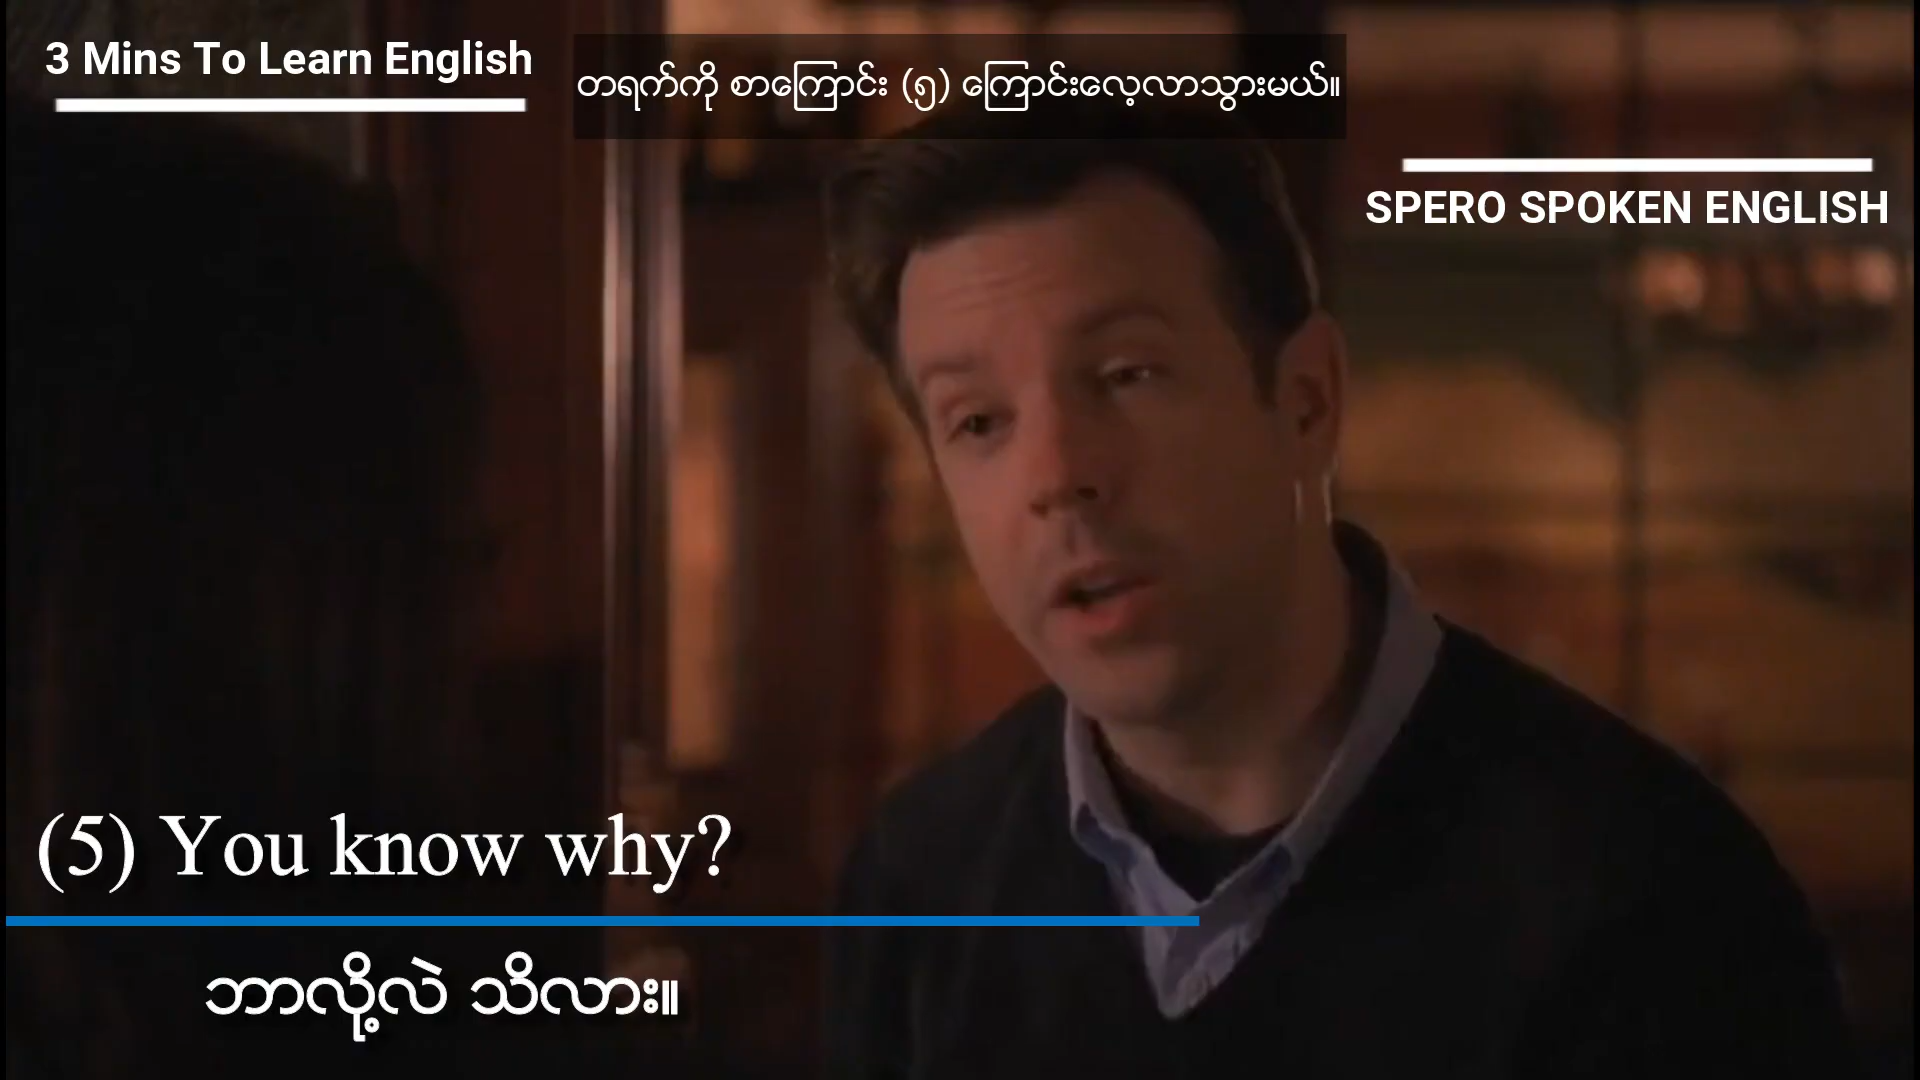 3 Mins To Learn English
တရက်ကို စာကြောင်း (၅) ကြောင်းလေ့လာသွားမယ်။
SPERO SPOKEN ENGLISH
(5) You know why?
ဘာလို့လဲ သိလား။